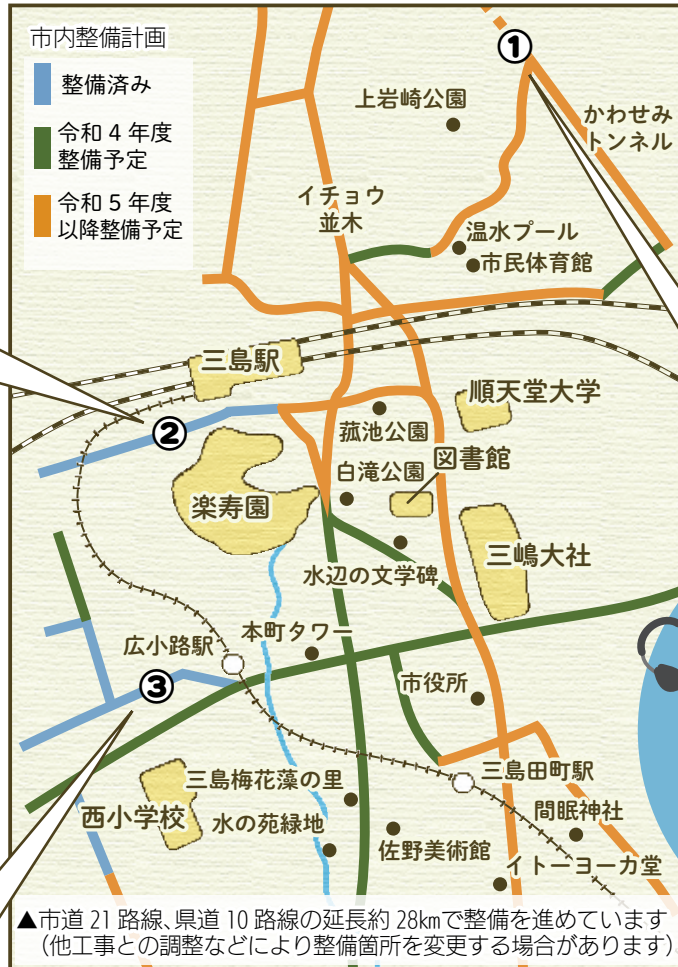 市内整備計画
整備済み
令和4年度
整備予定
令和5年度
以降整備予定
①
上岩崎公園
かわせみ
トンネル
イチョウ
並木
温水プール
市民体育館
三島駅
順天堂大学
②
菰池公園
図書館
白滝公園
楽寿園
三嶋大社
水辺の文学碑
本町タワー
広小路駅
③
市役所
三島田町駅
三島梅花藻の里
間眠神社
西小学校
水の苑緑地
佐野美術館
イトーヨーカ堂
▲市道21路線、県道10路線の延長約28kmで整備を進めています
(他工事との調整などにより整備箇所を変更する場合があります)